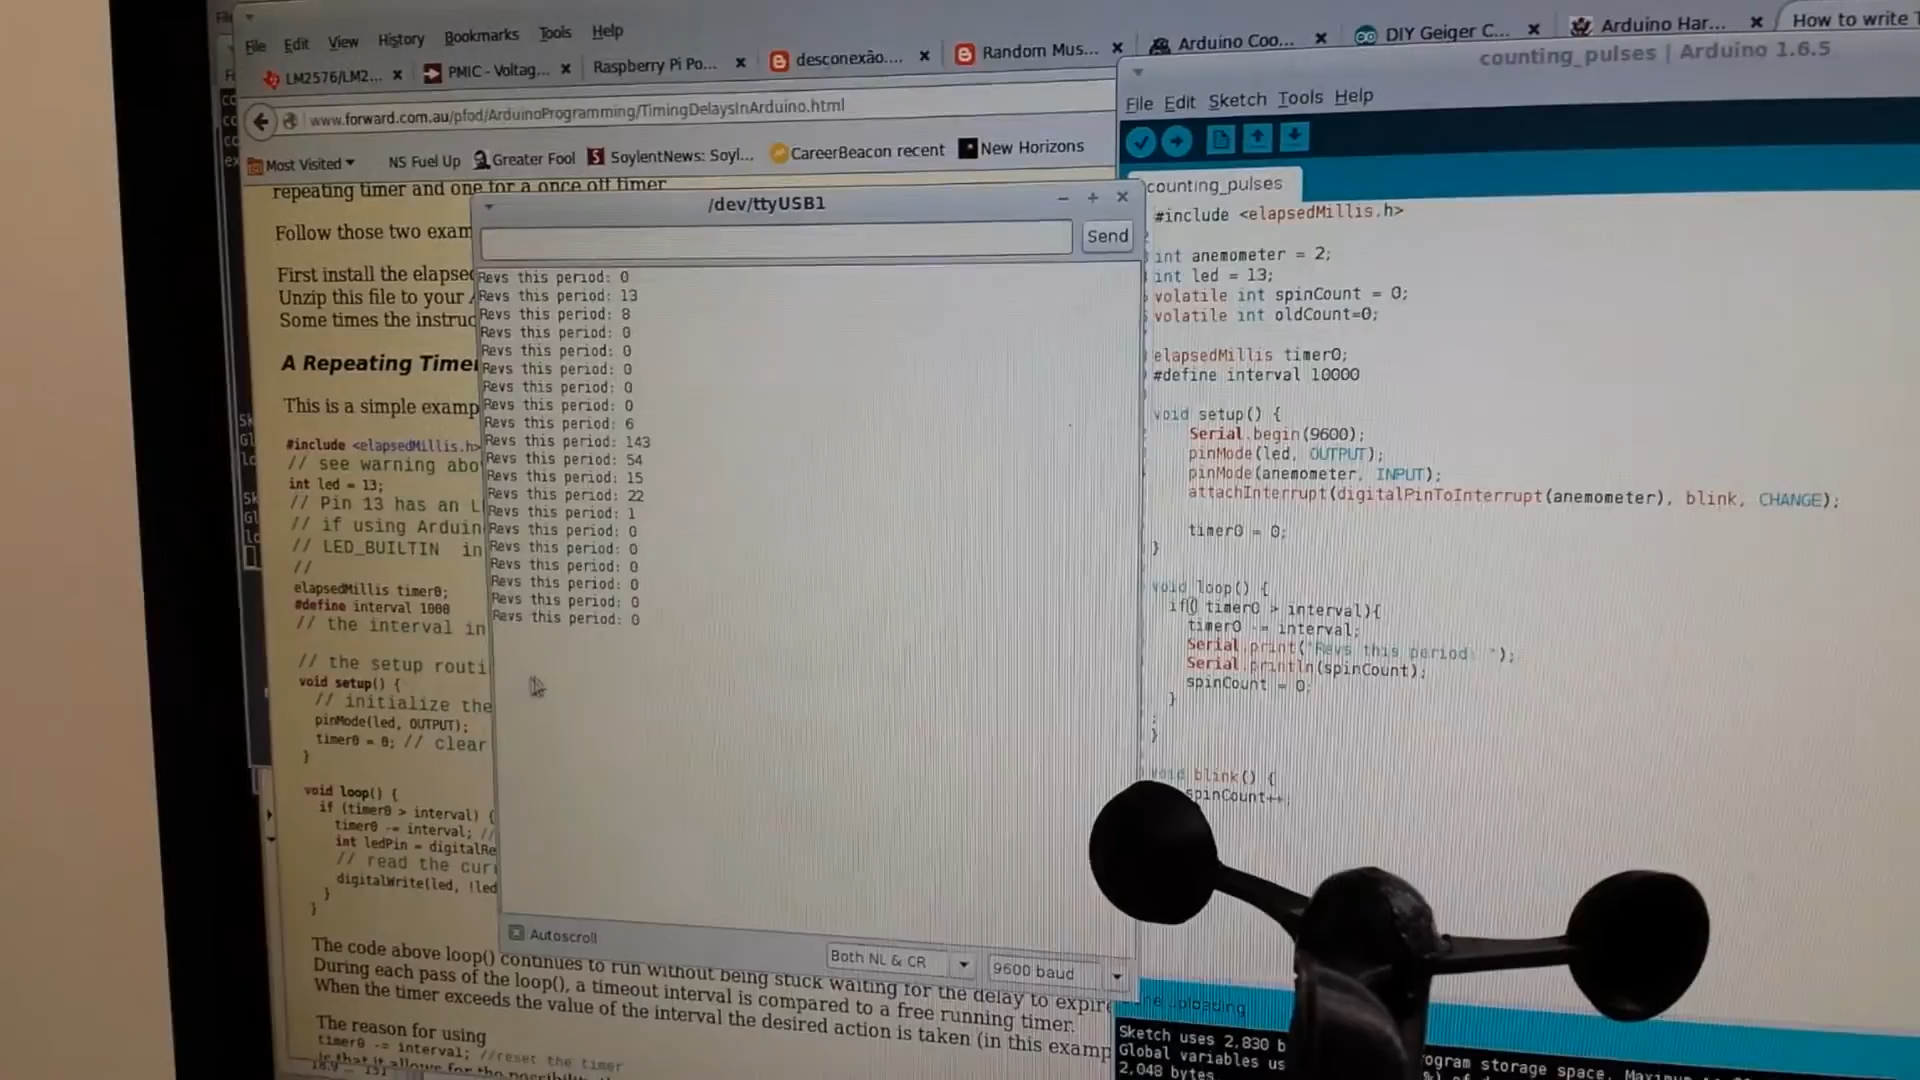 File Edit View History Bookmarks Tools Help
LM2576/LM2... × PMIC - Voltag... × Raspberry Pi Po... × desconexão.... × Random Mus... × Arduino Coo... × DIY Geiger C... × Arduino Har... × How to write
www.forward.com.au/pfod/ArduinoProgramming/TimingDelaysInArduino.html
Most Visited NS Fuel Up Greater Fool SoylentNews: Soyl... CareerBeacon recent New Horizons
repeating timer and one for a once off timer
Follow those two exam
First install the elapsed
Unzip this file to your
Some times the instruc
A Repeating Timer
This is a simple examp
#include <elapsedMillis.h>
// see warning abo
int led = 13;
// Pin 13 has an L
// if using Arduin
// LED_BUILTIN in
//
elapsedMillis timer0;
#define interval 1000
// the interval in
// the setup routi
void setup() {
// initialize the
pinMode(led, OUTPUT);
timer0 = 0; // clear
}
void loop() {
if (timer0 > interval) {
timer0 -= interval; //
int ledPin = digitalRe
// read the cur
digitalWrite(led, !led
}
}
The code above loop() continues to run without being stuck waiting for the delay to expire
During each pass of the loop(), a timeout interval is compared to a free running timer.
When the timer exceeds the value of the interval the desired action is taken (in this examp
The reason for using
timer0 -= interval; //reset the timer
is that it allows for the possibili
/dev/ttyUSB1
Send
Revs this period: 0
Revs this period: 13
Revs this period: 8
Revs this period: 0
Revs this period: 0
Revs this period: 0
Revs this period: 0
Revs this period: 0
Revs this period: 6
Revs this period: 143
Revs this period: 54
Revs this period: 15
Revs this period: 22
Revs this period: 1
Revs this period: 0
Revs this period: 0
Revs this period: 0
Revs this period: 0
Revs this period: 0
Revs this period: 0
Autoscroll
Both NL & CR
9600 baud
counting_pulses | Arduino 1.6.5
File Edit Sketch Tools Help
counting_pulses
#include <elapsedMillis.h>
int anemometer = 2;
int led = 13;
volatile int spinCount = 0;
volatile int oldCount=0;
elapsedMillis timer0;
#define interval 10000
void setup() {
Serial.begin(9600);
pinMode(led, OUTPUT);
pinMode(anemometer, INPUT);
attachInterrupt(digitalPinToInterrupt(anemometer), blink, CHANGE);
timer0 = 0;
}
void loop() {
if( timer0 > interval){
timer0 -= interval;
Serial.print("Revs this period: ");
Serial.println(spinCount);
spinCount = 0;
}
;
}
void blink() {
spinCount++;
uploading
Sketch uses 2,830 b
ogram storage space. Maximu
Global variables us
2,048 bytes